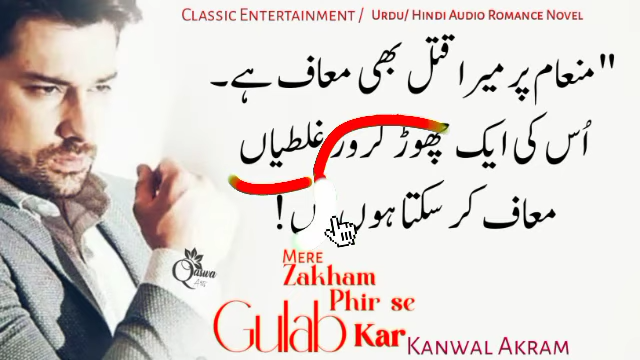 Classic Entertainment / Urdu/ Hindi Audio Romance Novel
"منعام پر میرا قتل بھی معاف ہے۔
اُس کی ایک چھوڑ کروڑ غلطیاں
معاف کر سکتا ہوں!
Qaswa
Mere
Zakham
Phir se
Gulab Kar
Kanwal Akram